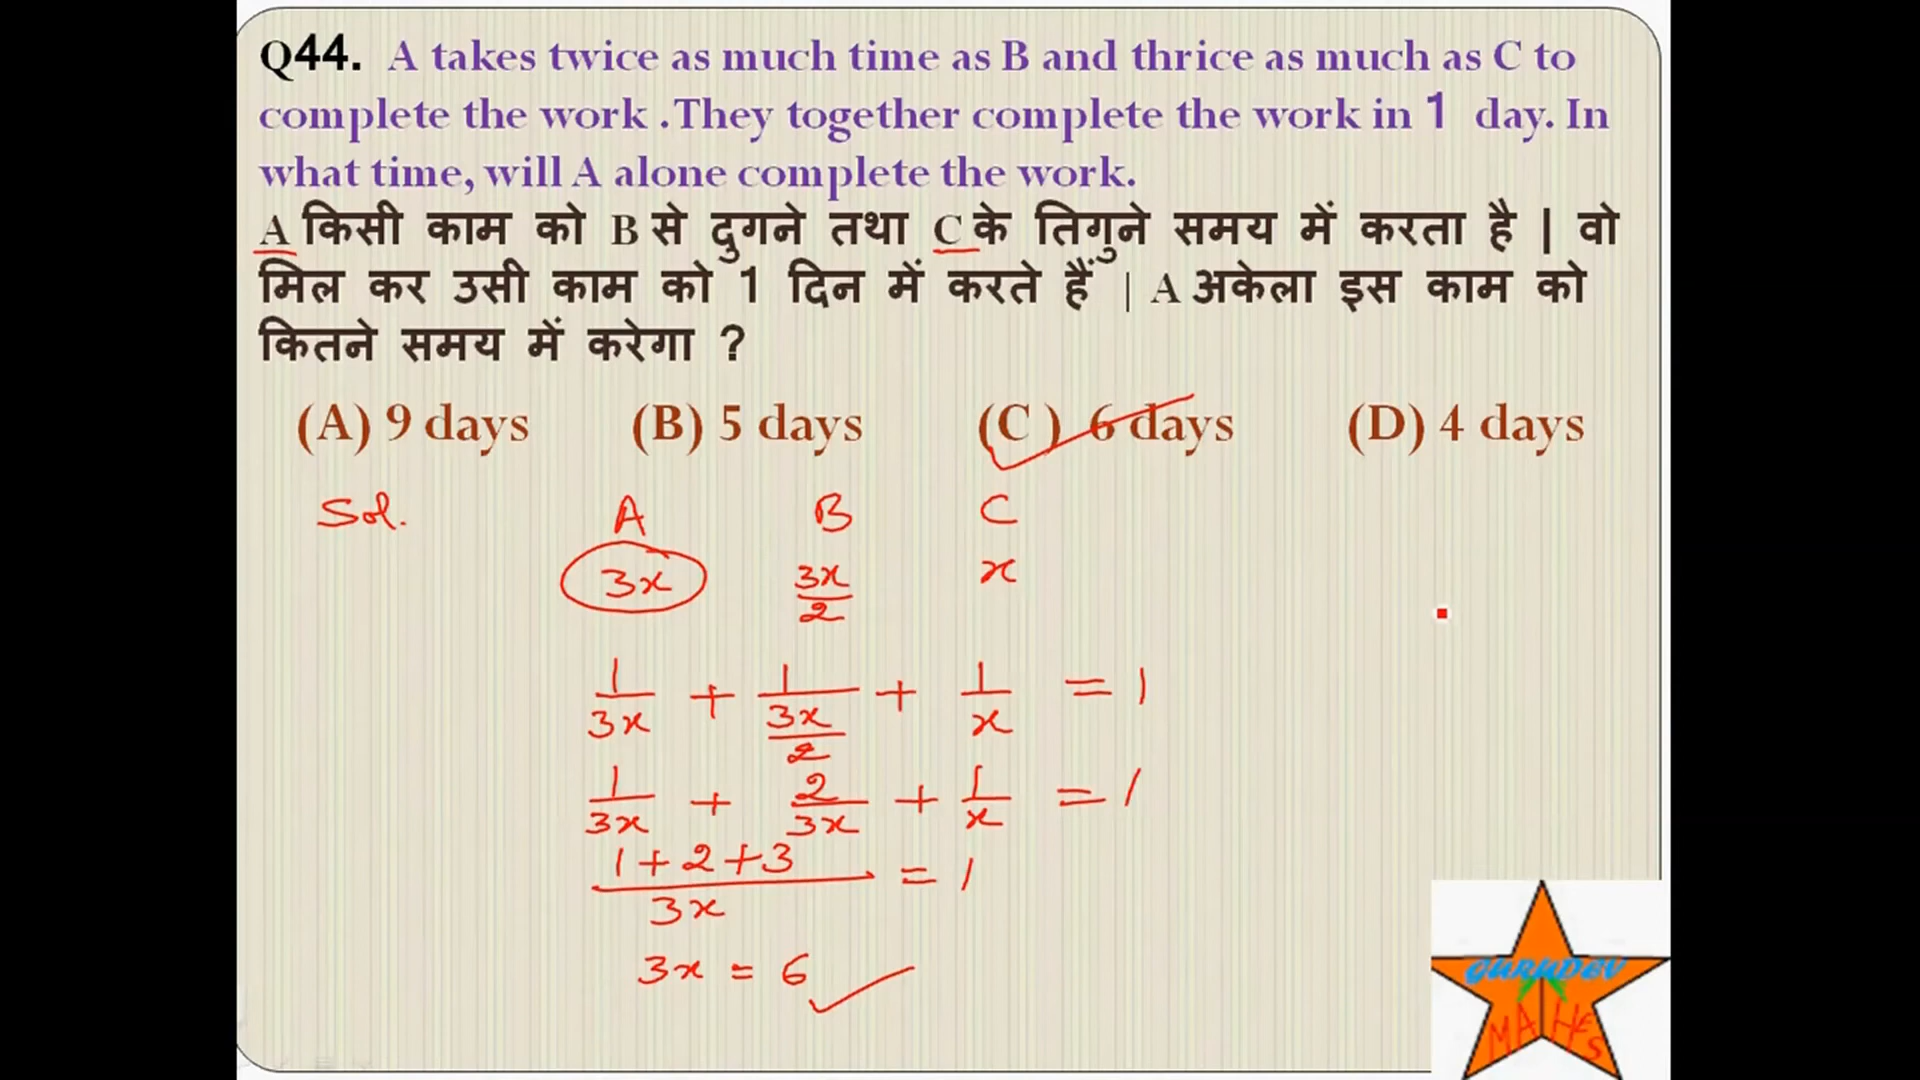 Q44. A takes twice as much time as B and thrice as much as C to
complete the work .They together complete the work in 1 day. In
what time, will A alone complete the work.
A किसी काम को B से दुगने तथा C के तिगुने समय में करता है | वो
मिल कर उसी काम को 1 दिन में करते हैं | A अकेला इस काम को
कितने समय में करेगा ?
(A) 9 days (B) 5 days (C ) 6 days (D) 4 days
Sol. A B C
3x 3x/2 x
1/3x + 1/(3x/2) + 1/x = 1
1/3x + 2/3x + 1/x = 1
(1+2+3)/3x = 1
3x = 6
GURUDEV
MATHS